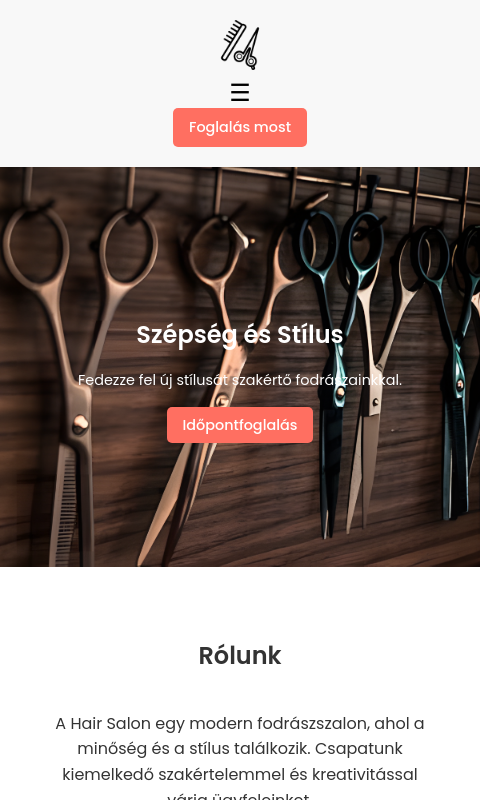 Foglalás most
Szépség és Stílus
Fedezze fel új stílusát szakértő fodrászainkkal.
Időpontfoglalás
Rólunk
A Hair Salon egy modern fodrászszalon, ahol a
minőség és a stílus találkozik. Csapatunk
kiemelkedő szakértelemmel és kreativitással
várja ügyfeleinket.